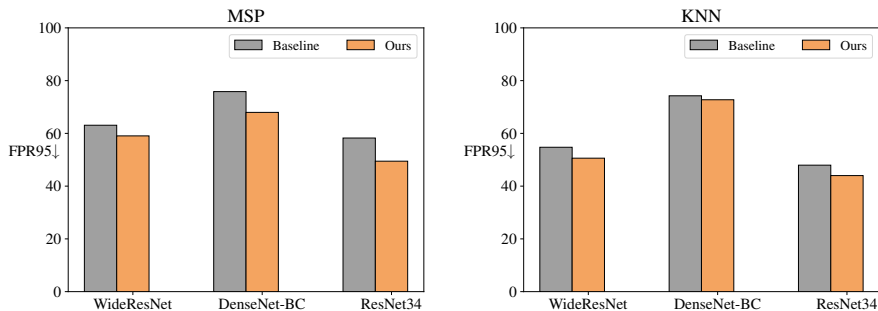 MSP
100
80
60
40
20
0
FPR95↓
Baseline
Ours
WideResNet
DenseNet-BC
ResNet34
KNN
100
80
60
40
20
0
FPR95↓
Baseline
Ours
WideResNet
DenseNet-BC
ResNet34